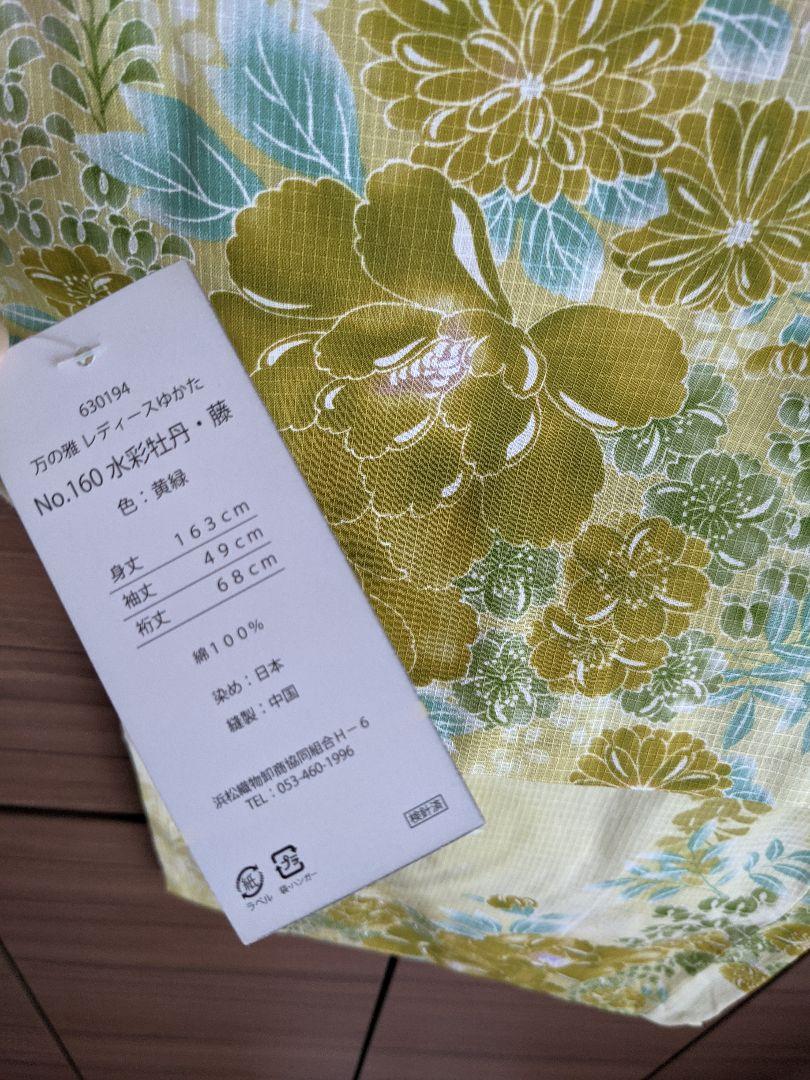 630194
万の雅 レディースゆかた
No.160 水彩牡丹・藤
色：黄緑
身丈 163cm
袖丈 49cm
裄丈 68cm
綿100%
染め：日本
縫製：中国
浜松織物卸商協同組合H－6
TEL：053-460-1996
検針済
紙 プラ
ラベル 袋・ハンガー